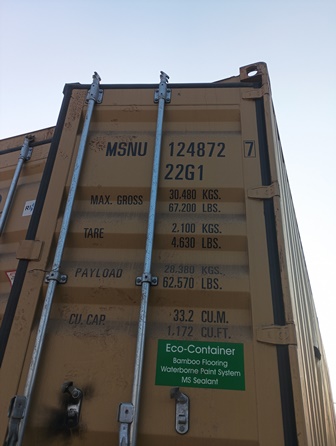 MSNU 124872 7
22G1
MAX. GROSS 30.480 KGS.
67.200 LBS.
TARE 2.100 KGS.
4.630 LBS.
PAYLOAD 28.380 KGS.
62.570 LBS.
CU. CAP. 33.2 CU.M.
1.172 CU.FT.
Eco-Container
Bamboo Flooring
Waterborne Paint System
MS Sealant